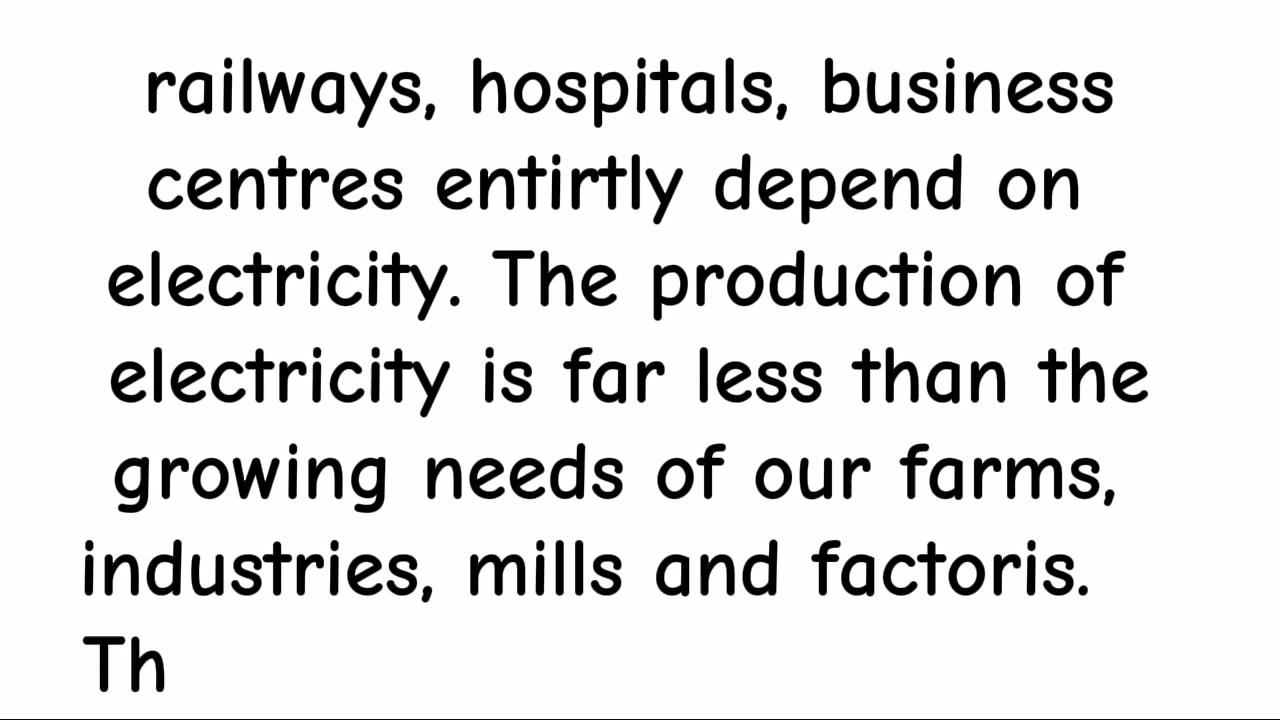 railways, hospitals, business
centres entirtly depend on
electricity. The production of
electricity is far less than the
growing needs of our farms,
industries, mills and factoris.
Th